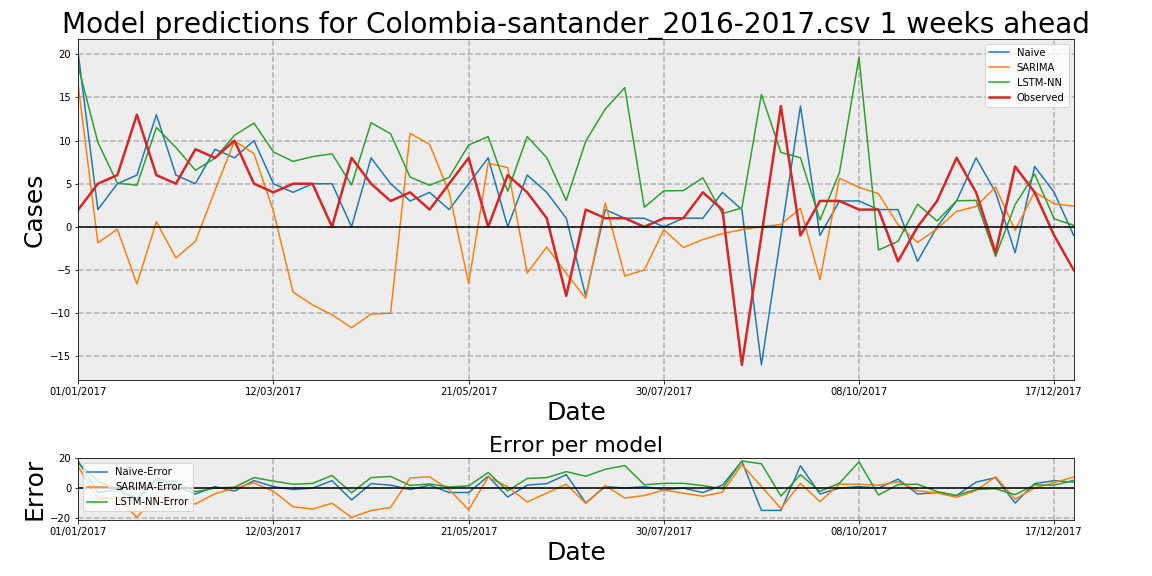 Model predictions for Colombia-santander_2016-2017.csv 1 weeks ahead
Cases
20
15
10
5
0
−5
−10
−15
Naive
SARIMA
LSTM-NN
Observed
01/01/2017 12/03/2017 21/05/2017 30/07/2017 08/10/2017 17/12/2017
Date
Error per model
Error
20
0
−20
Naive-Error
SARIMA-Error
LSTM-NN-Error
01/01/2017 12/03/2017 21/05/2017 30/07/2017 08/10/2017 17/12/2017
Date